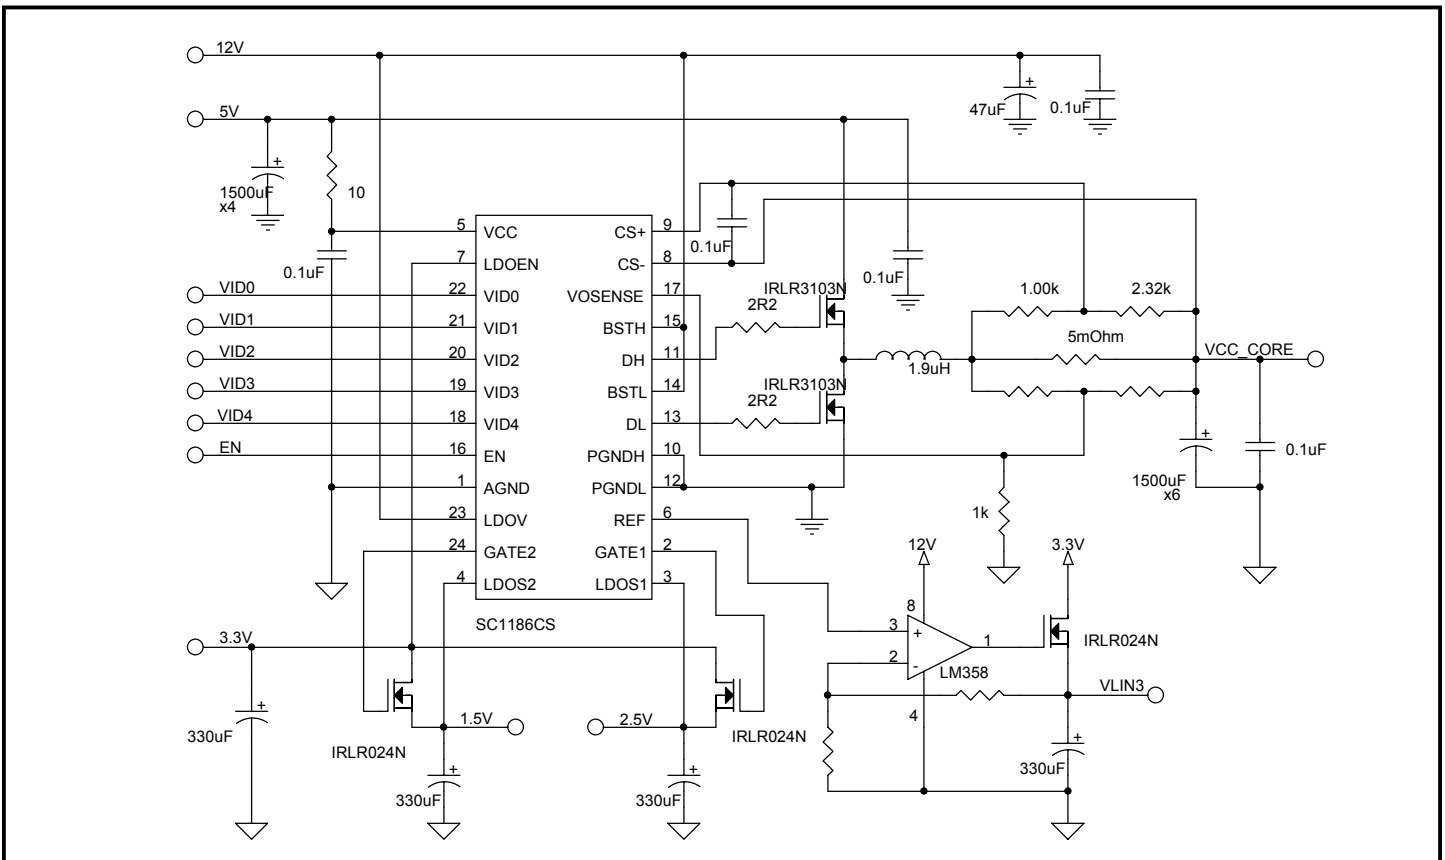 12V
47uF
+
0.1uF
5V
+
1500uF
x4
10
0.1uF
0.1uF
0.1uF
5 VCC CS+ 9
7 LDOEN CS- 8
VID0 22 VID0 VOSENSE 17
VID1 21 VID1 BSTH 15
VID2 20 VID2 DH 11
VID3 19 VID3 BSTL 14
VID4 18 VID4 DL 13
EN 16 EN PGNDH 10
1 AGND PGNDL 12
23 LDOV REF 6
24 GATE2 GATE1 2
4 LDOS2 LDOS1 3
SC1186CS
IRLR3103N
2R2
IRLR3103N
2R2
1.9uH
1.00k
2.32k
5mOhm
VCC_CORE
+
1500uF
x6
0.1uF
1k
12V
3.3V
8
3
+
2
-
1
LM358
4
IRLR024N
VLIN3
+
330uF
3.3V
+
330uF
IRLR024N
1.5V
+
330uF
2.5V
IRLR024N
+
330uF